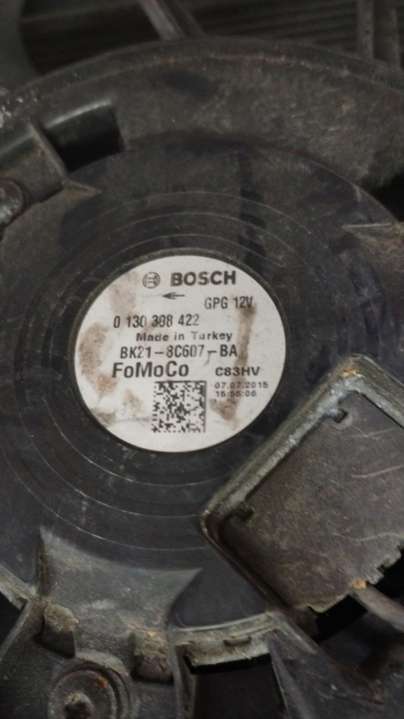 BOSCH
GPG 12V
0 130 308 422
Made in Turkey
BK21-8C607-BA
FoMoCo C83HV
07.07.2015
16:56:06